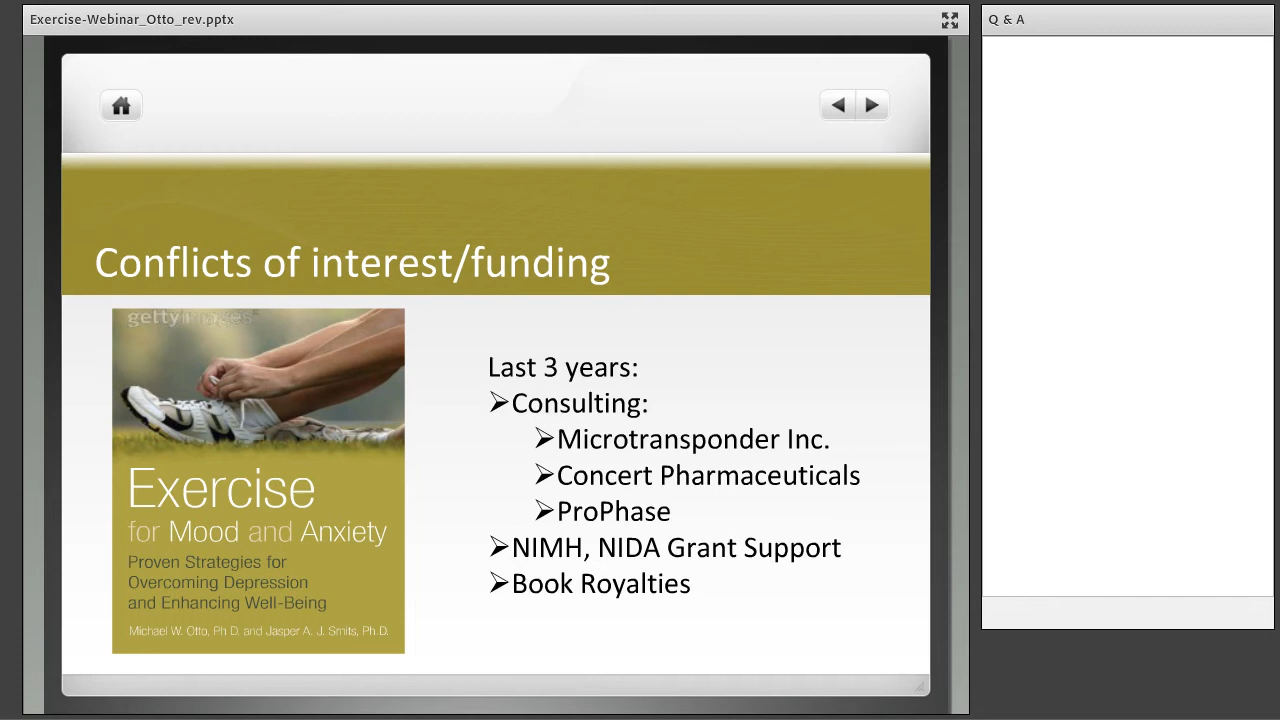 Exercise-Webinar_Otto_rev.pptx
Q & A
Conflicts of interest/funding
gettyimages
Exercise
for Mood and Anxiety
Proven Strategies for
Overcoming Depression
and Enhancing Well-Being
Michael W. Otto, Ph D. and Jasper A. J. Smits, Ph.D.
Last 3 years:
➢Consulting:
➢Microtransponder Inc.
➢Concert Pharmaceuticals
➢ProPhase
➢NIMH, NIDA Grant Support
➢Book Royalties